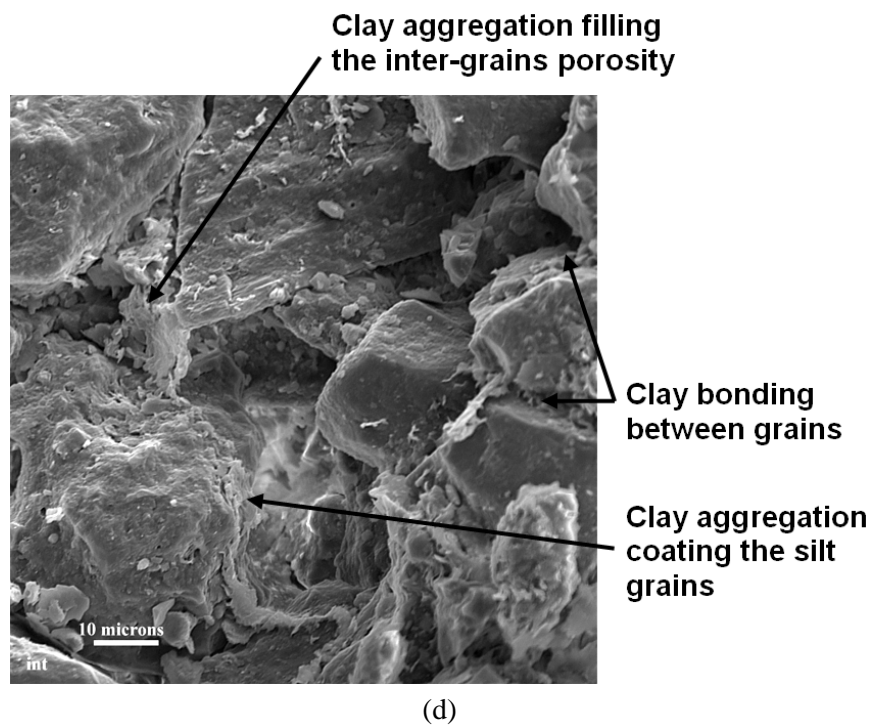 Clay aggregation filling
the inter-grains porosity
Clay bonding
between grains
Clay aggregation
coating the silt
grains
10 microns
int
(d)